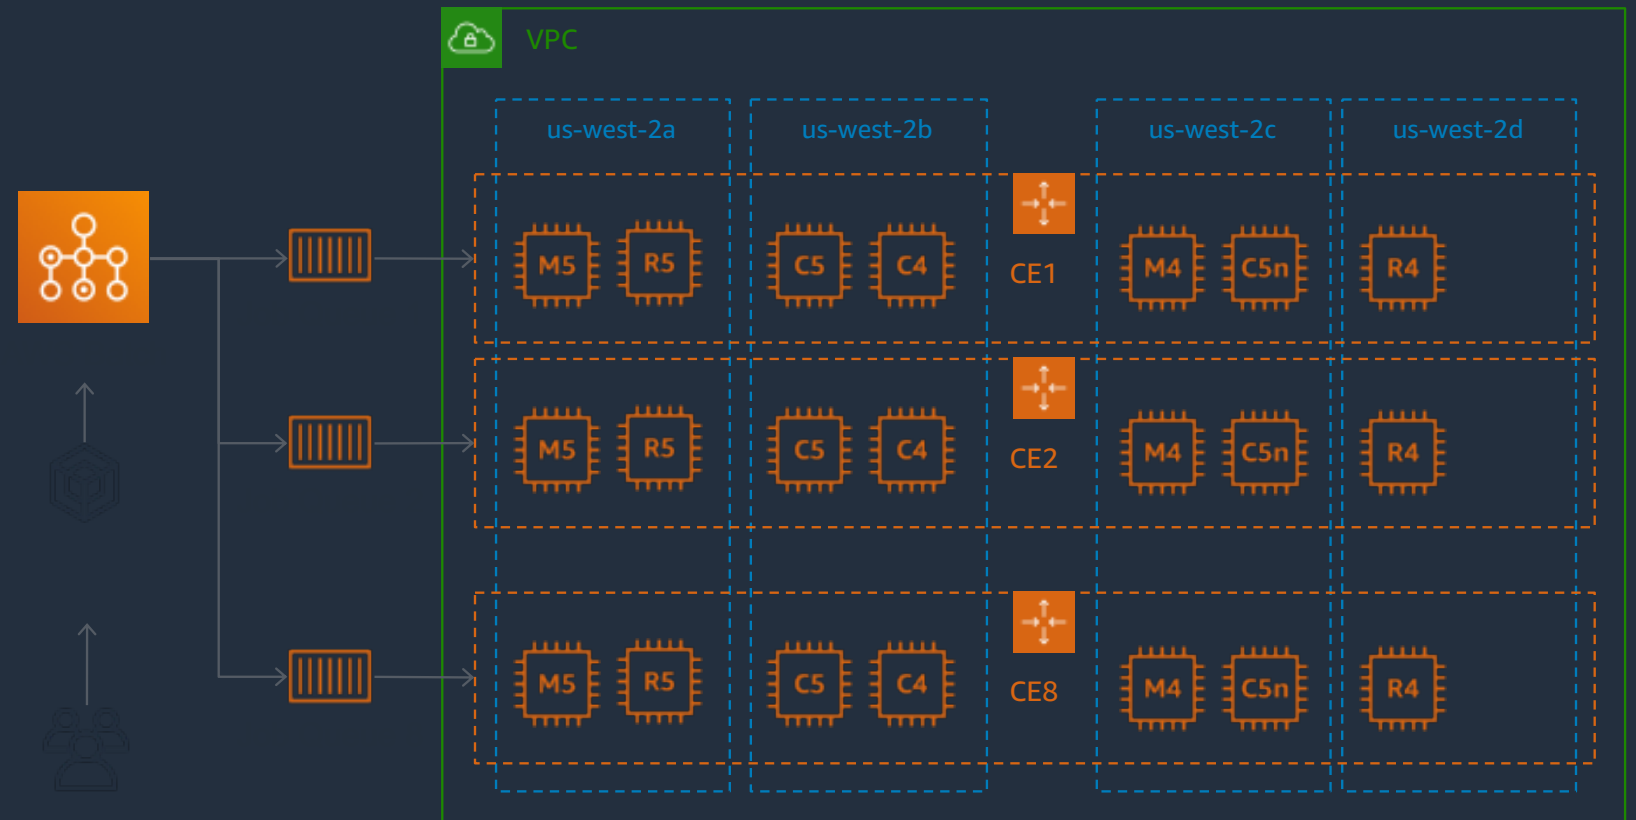 VPC
us-west-2a
us-west-2b
us-west-2c
us-west-2d
M5 R5 C5 C4 CE1 M4 C5n R4
M5 R5 C5 C4 CE2 M4 C5n R4
M5 R5 C5 C4 CE8 M4 C5n R4